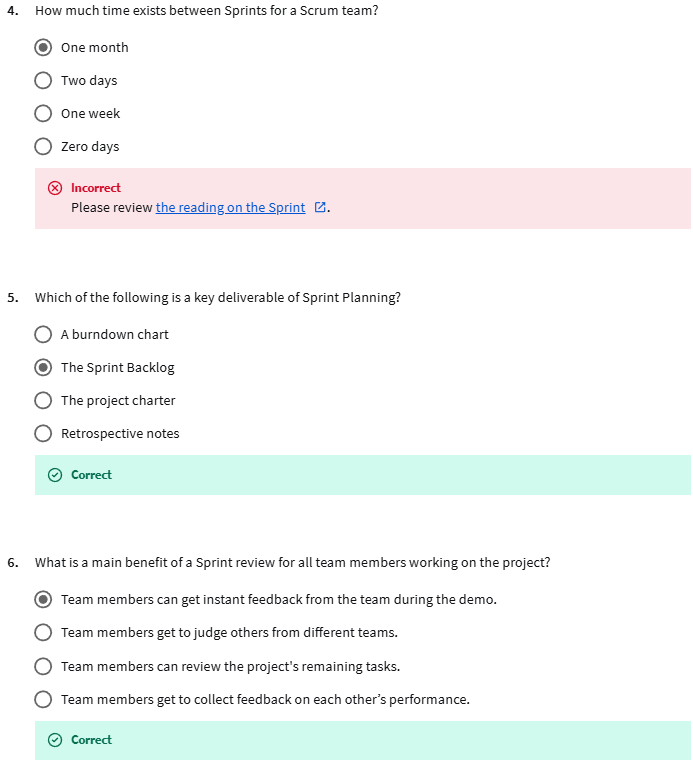 4. How much time exists between Sprints for a Scrum team?
One month
Two days
One week
Zero days
Incorrect
Please review the reading on the Sprint.
5. Which of the following is a key deliverable of Sprint Planning?
A burndown chart
The Sprint Backlog
The project charter
Retrospective notes
Correct
6. What is a main benefit of a Sprint review for all team members working on the project?
Team members can get instant feedback from the team during the demo.
Team members get to judge others from different teams.
Team members can review the project's remaining tasks.
Team members get to collect feedback on each other’s performance.
Correct